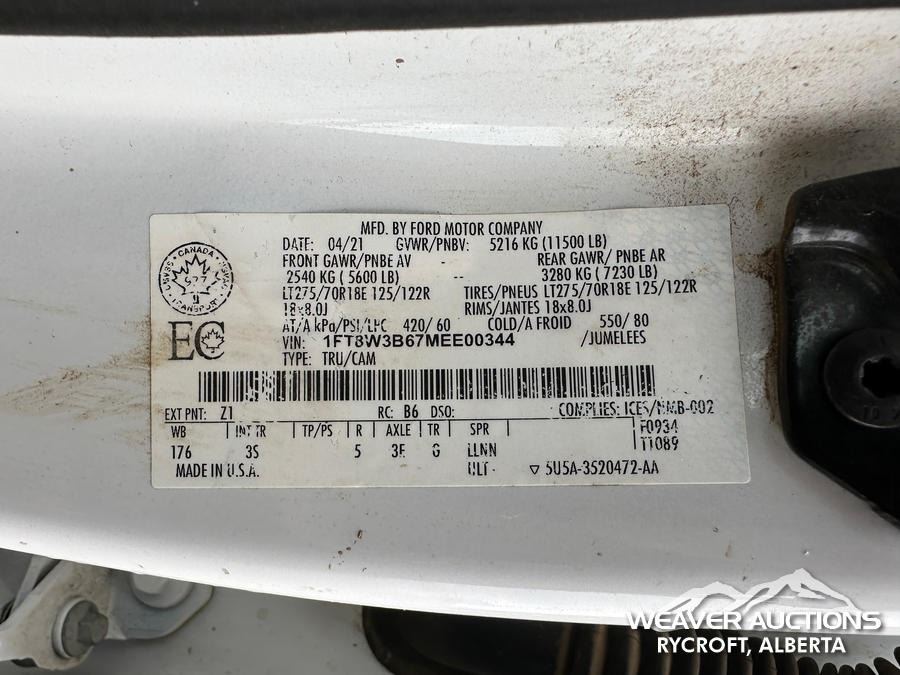 MFD. BY FORD MOTOR COMPANY
DATE: 04/21 GVWR/PNBV: 5216 KG (11500 LB)
FRONT GAWR/PNBE AV -- REAR GAWR/ PNBE AR
2540 KG ( 5600 LB) -- 3280 KG ( 7230 LB)
LT275/70R18E 125/122R TIRES/PNEUS LT275/70R18E 125/122R
18x8.0J RIMS/JANTES 18x8.0J
AT/A kPa/PSI/LPC 420/ 60 COLD/A FROID 550/ 80
VIN: 1FT8W3B67MEE00344 /JUMELEES
TYPE: TRU/CAM
CANADA
TRANSPORT
EC
EXT PNT: Z1 RC: B6 DSO: COMPLIES: ICES/NMB-002
F0934
T1089
WB INT TR TP/PS R AXLE TR SPR
176 3S 5 LLNN
MADE IN U.S.A. 5U5A-3520472-AA
WEAVER AUCTIONS
RYCROFT, ALBERTA